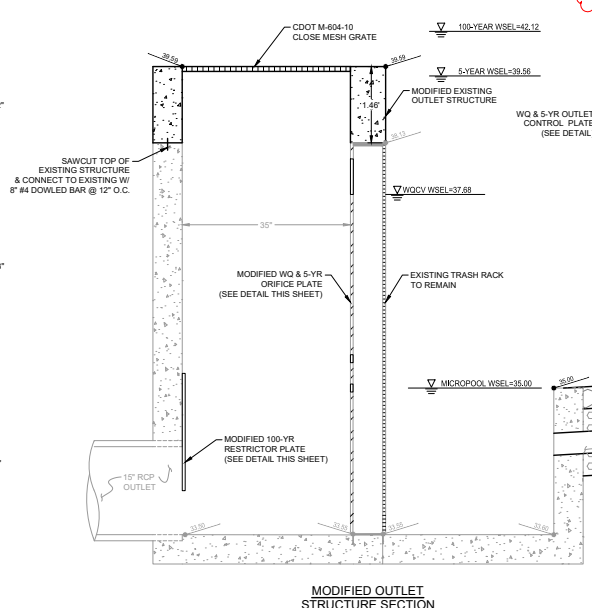 CDOT M-604-10
CLOSE MESH GRATE
100-YEAR WSEL=42.12
39.59
39.59
5-YEAR WSEL=39.56
MODIFIED EXISTING
OUTLET STRUCTURE
1.46'
WQ & 5-YR OUTLET
CONTROL PLATE
(SEE DETAIL
38.13
SAWCUT TOP OF
EXISTING STRUCTURE
& CONNECT TO EXISTING W/
8" #4 DOWLED BAR @ 12" O.C.
WQCV WSEL=37.68
35"
MODIFIED WQ & 5-YR
ORIFICE PLATE
(SEE DETAIL THIS SHEET)
EXISTING TRASH RACK
TO REMAIN
MICROPOOL WSEL=35.00
35.00
MODIFIED 100-YR
RESTRICTOR PLATE
(SEE DETAIL THIS SHEET)
15" RCP
OUTLET
33.50
33.55
33.55
33.60
MODIFIED OUTLET
STRUCTURE SECTION